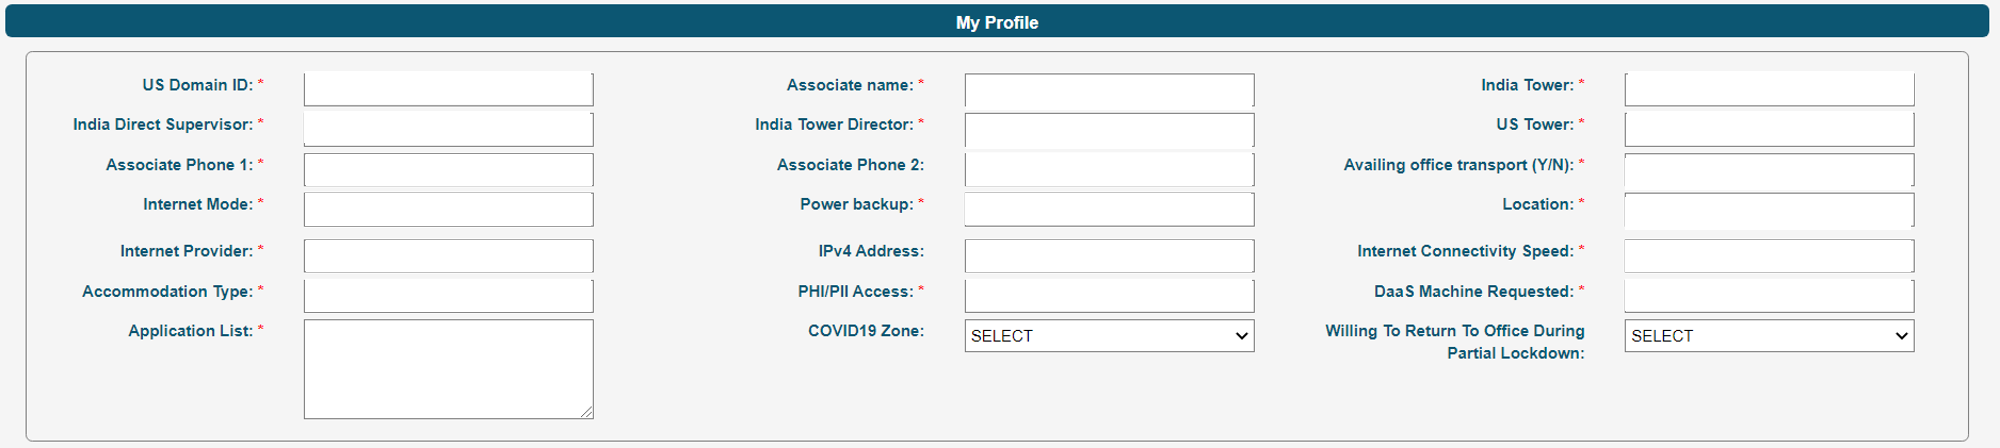 My Profile
US Domain ID: * Associate name: * India Tower: *
India Direct Supervisor: * India Tower Director: * US Tower: *
Associate Phone 1: * Associate Phone 2: Availing office transport (Y/N): *
Internet Mode: * Power backup: * Location: *
Internet Provider: * IPv4 Address: Internet Connectivity Speed: *
Accommodation Type: * PHI/PII Access: * DaaS Machine Requested: *
Application List: * COVID19 Zone: SELECT Willing To Return To Office During SELECT
Partial Lockdown: